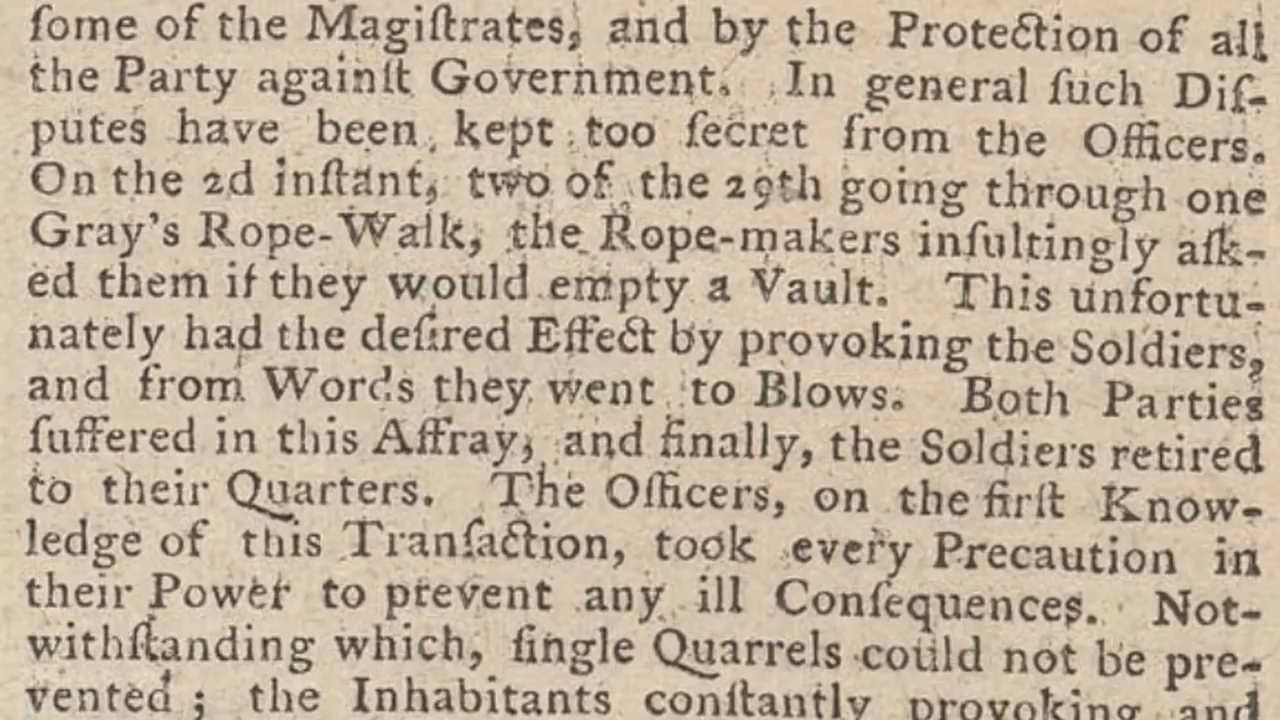 ſome of the Magiſtrates, and by the Protection of all
the Party againſt Government. In general ſuch Diſ-
putes have been kept too ſecret from the Officers.
On the 2d inſtant, two of the 29th going through one
Gray's Rope-Walk, the Rope-makers inſultingly aſk-
ed them if they would empty a Vault. This unfortu-
nately had the deſired Effect by provoking the Soldiers,
and from Words they went to Blows. Both Parties
ſuffered in this Affray, and finally, the Soldiers retired
to their Quarters. The Officers, on the firſt Know-
ledge of this Tranſaction, took every Precaution in
their Power to prevent any ill Conſequences. Not-
withſtanding which, ſingle Quarrels could not be pre-
vented ; the Inhabitants conſtantly provoking and